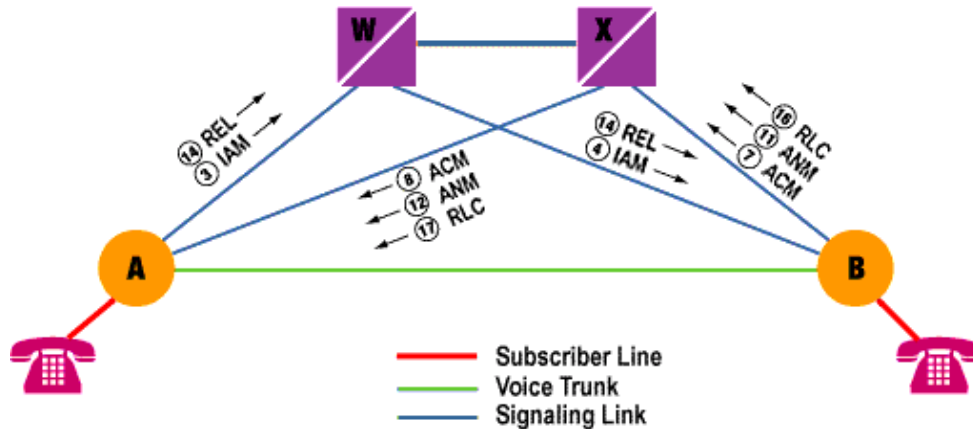 W
X
14 REL
3 IAM
8 ACM
12 ANM
17 RLC
14 REL
4 IAM
16 RLC
11 ANM
7 ACM
A
B
Subscriber Line
Voice Trunk
Signaling Link